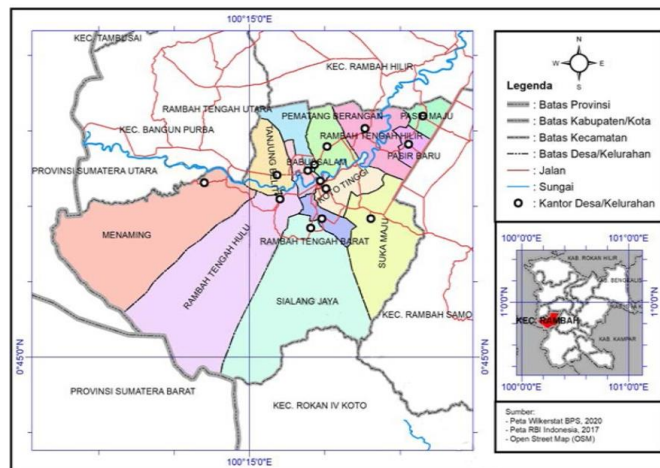 100°15'0"E
KEC. TAMBUSAI
KEC. RAMBAH HILIR
RAMBAH TENGAH UTARA
PEMATANG BERANGAN
PASIR MAJU
KEC. BANGUN PURBA
RAMBAH TENGAH HILIR
PASIR BARU
PROVINSI SUMATERA UTARA
KOTO TINGGI
MENAMING
RAMBAH TENGAH HULU
RAMBAH TENGAH BARAT
SUKA MAJU
SIALANG JAYA
KEC. RAMBAH SAMO
0°45'0"N
0°45'0"N
PROVINSI SUMATERA BARAT
KEC. ROKAN IV KOTO
100°15'0"E
N
W
E
S
Legenda
: Batas Provinsi
: Batas Kabupaten/Kota
: Batas Kecamatan
: Batas Desa/Kelurahan
: Jalan
: Sungai
: Kantor Desa/Kelurahan
100°0'0"E
101°0'0"E
KAB. ROKAN HILIR
KAB. BENGKALIS
1°0'0"N
1°0'0"N
KEC. RAMBAH
KAB. KAMPAR
100°0'0"E
101°0'0"E
Sumber:
- Peta Wilkerstat BPS, 2020
- Peta RBI Indonesia, 2017
- Open Street Map (OSM)